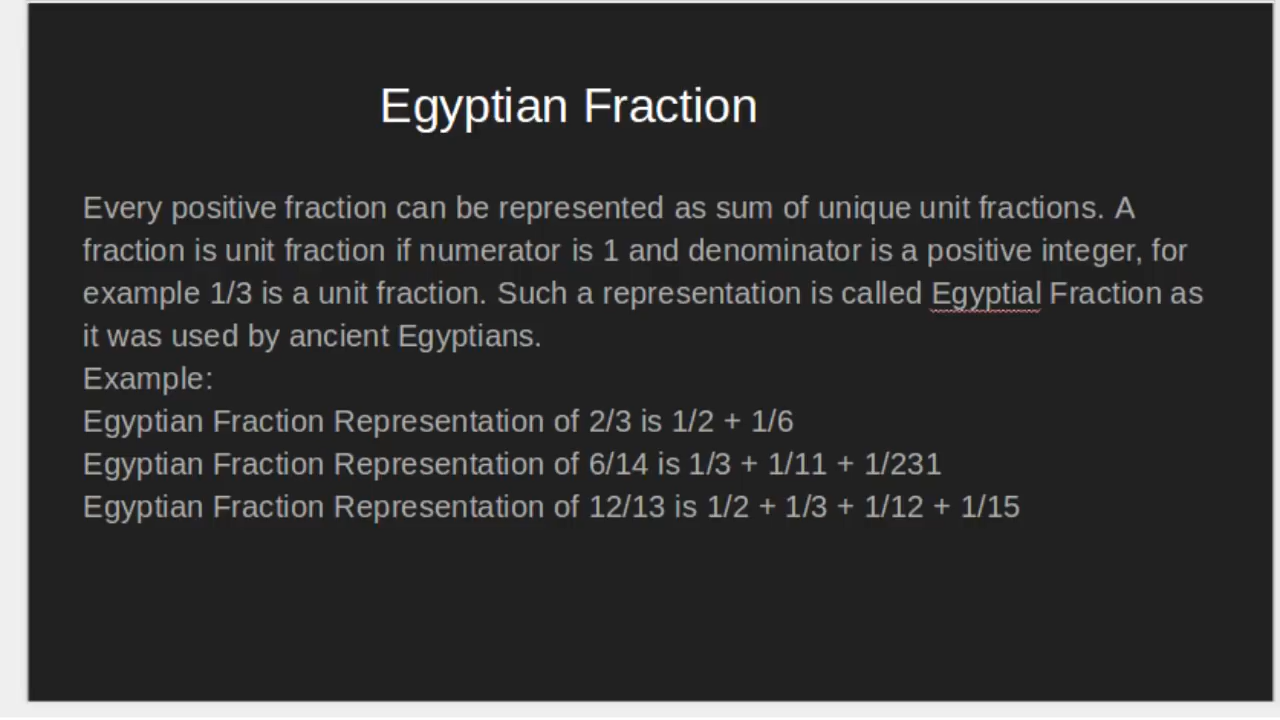 Egyptian Fraction
Every positive fraction can be represented as sum of unique unit fractions. A
fraction is unit fraction if numerator is 1 and denominator is a positive integer, for
example 1/3 is a unit fraction. Such a representation is called Egyptial Fraction as
it was used by ancient Egyptians.
Example:
Egyptian Fraction Representation of 2/3 is 1/2 + 1/6
Egyptian Fraction Representation of 6/14 is 1/3 + 1/11 + 1/231
Egyptian Fraction Representation of 12/13 is 1/2 + 1/3 + 1/12 + 1/15